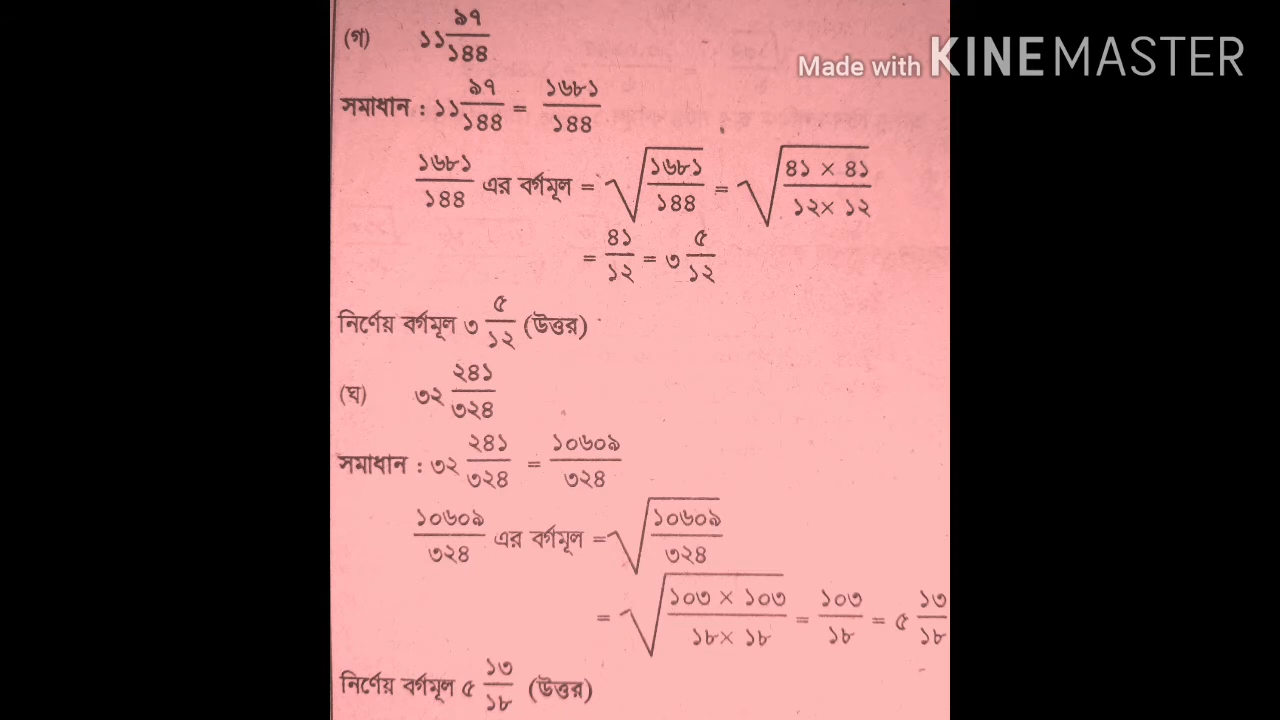 Made with KINEMASTER
(গ) ১১ ৯৭/১৪৪
সমাধান : ১১ ৯৭/১৪৪ = ১৬৮১/১৪৪
১৬৮১/১৪৪ এর বর্গমূল = √(১৬৮১/১৪৪) = √(৪১ × ৪১/১২× ১২)
= ৪১/১২ = ৩ ৫/১২
নির্ণেয় বর্গমূল ৩ ৫/১২ (উত্তর)
(ঘ) ৩২ ২৪১/৩২৪
সমাধান : ৩২ ২৪১/৩২৪ = ১০৬০৯/৩২৪
১০৬০৯/৩২৪ এর বর্গমূল = √(১০৬০৯/৩২৪)
= √(১০৩ × ১০৩/১৮× ১৮) = ১০৩/১৮ = ৫ ১৩/১৮
নির্ণেয় বর্গমূল ৫ ১৩/১৮ (উত্তর)